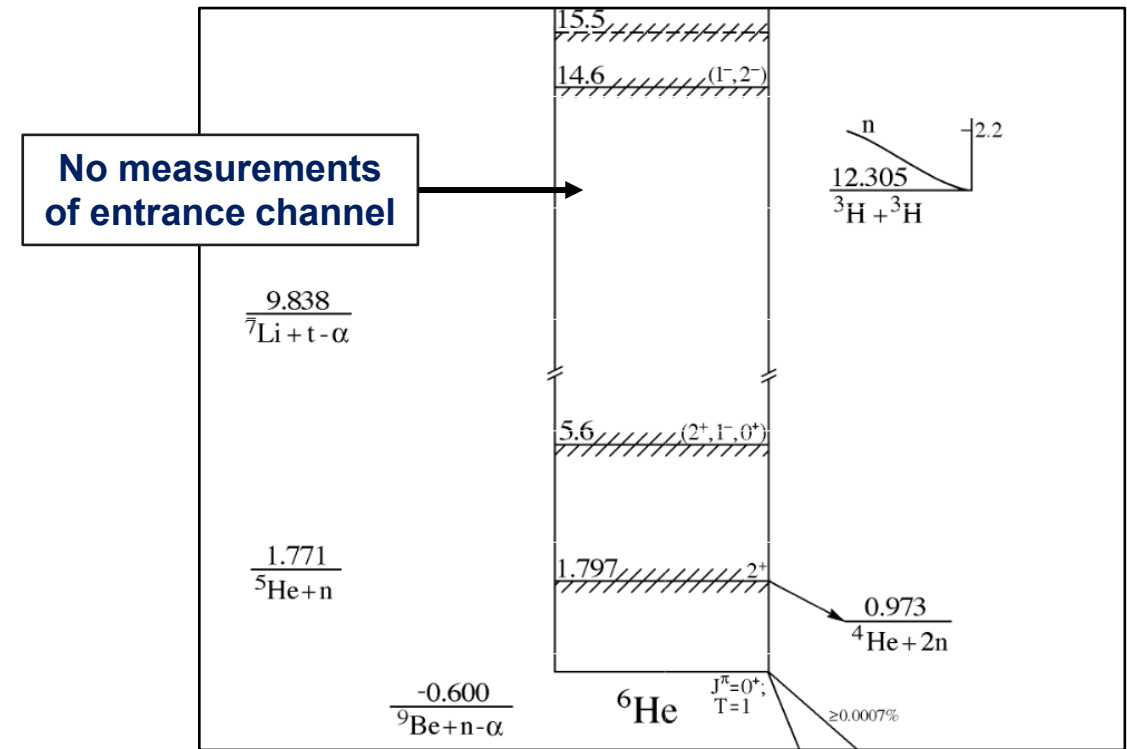 15.5
14.6 (1⁻,2⁻)
No measurements
of entrance channel
n
2.2
12.305
³H + ³H
9.838
⁷Li + t - α
5.6 (2⁺,1⁻,0⁺)
1.771
⁵He+n
1.797 2⁺
0.973
⁴He+2n
-0.600
⁹Be+n-α
⁶He
Jᵖⁱ=0⁺;
T=1
≥0.0007%